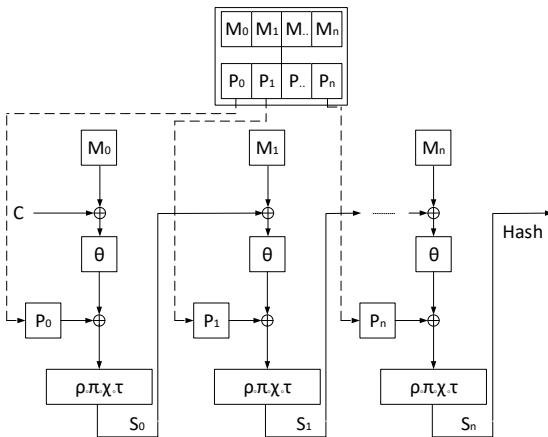 M0 M1 M.. Mn
P0 P1 P.. Pn
M0 M1 Mn
C ........ Hash
θ θ θ
P0 P1 Pn
ρ∘π∘χ∘τ ρ∘π∘χ∘τ ρ∘π∘χ∘τ
S0 S1 Sn